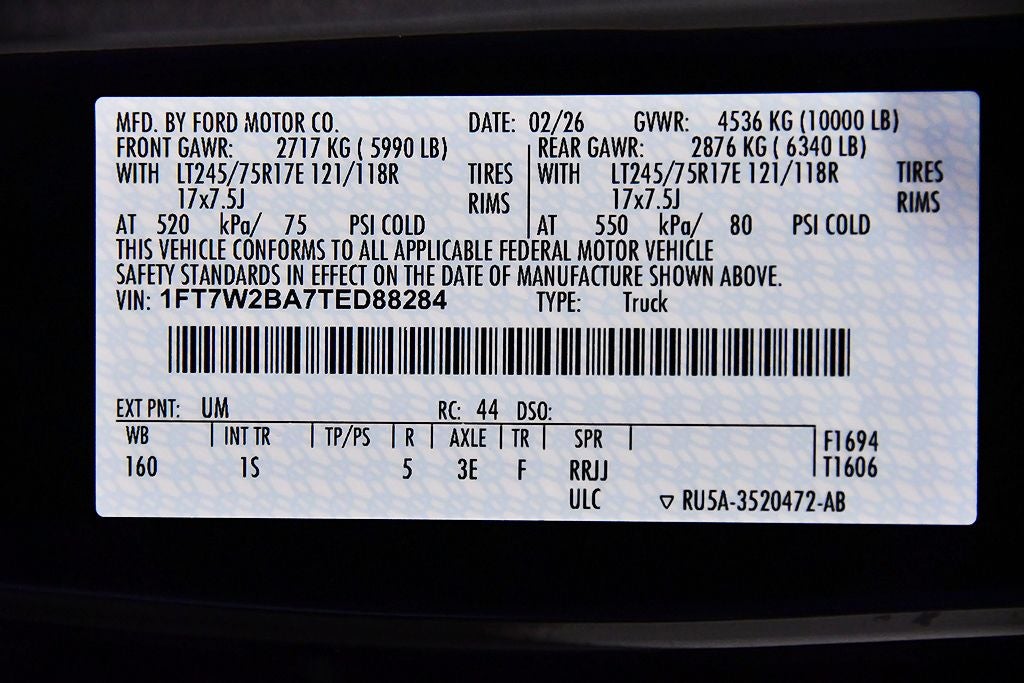 MFD. BY FORD MOTOR CO. DATE: 02/26 GVWR: 4536 KG (10000 LB)
FRONT GAWR: 2717 KG ( 5990 LB) REAR GAWR: 2876 KG ( 6340 LB)
WITH LT245/75R17E 121/118R TIRES WITH LT245/75R17E 121/118R TIRES
17x7.5J RIMS 17x7.5J RIMS
AT 520 kPa/ 75 PSI COLD AT 550 kPa/ 80 PSI COLD
THIS VEHICLE CONFORMS TO ALL APPLICABLE FEDERAL MOTOR VEHICLE
SAFETY STANDARDS IN EFFECT ON THE DATE OF MANUFACTURE SHOWN ABOVE.
VIN: 1FT7W2BA7TED88284 TYPE: Truck
EXT PNT: UM RC: 44 DSO:
WB INT TR TP/PS R AXLE TR SPR F1694
160 1S 5 3E F RRJJ T1606
ULC ▽ RU5A-3520472-AB